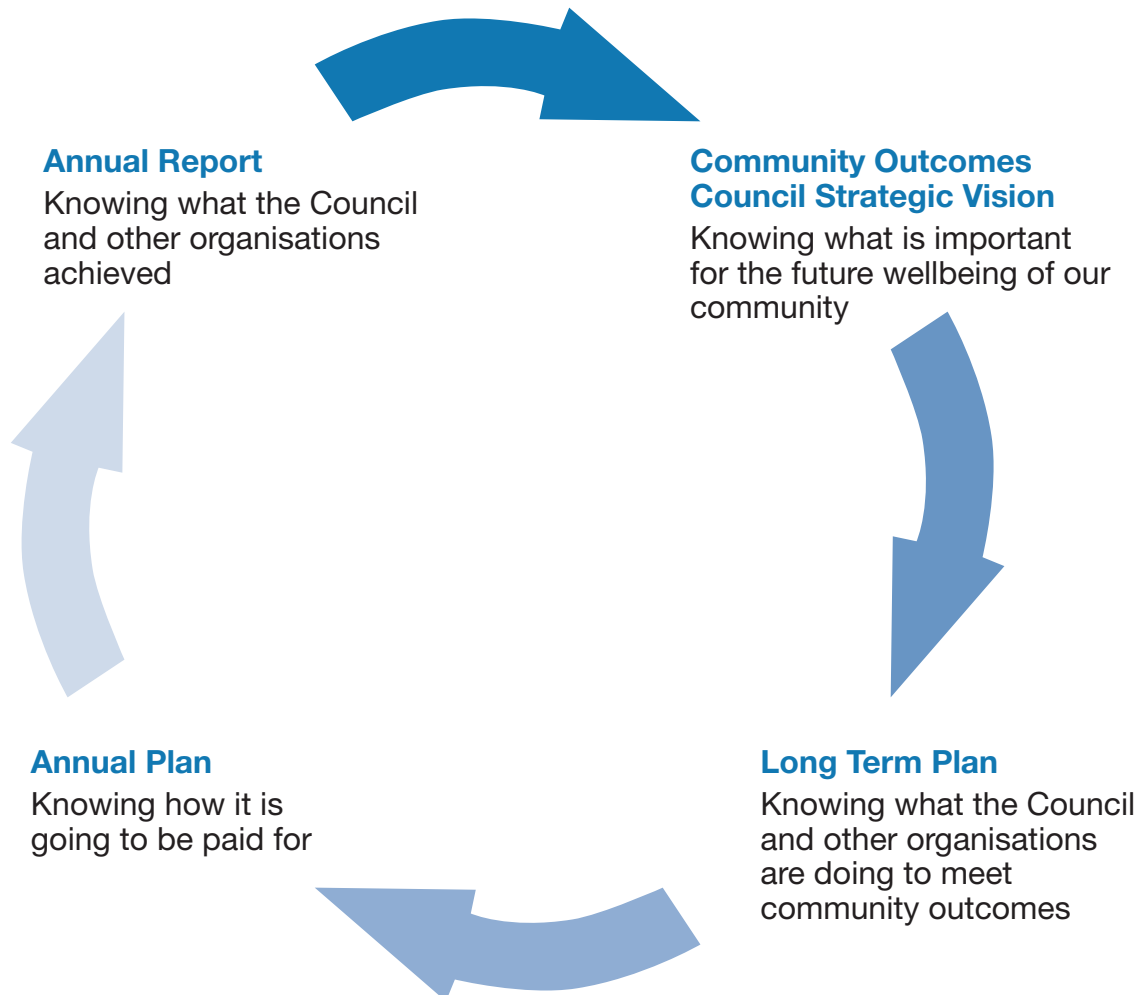 Annual Report
Knowing what the Council
and other organisations
achieved
Community Outcomes
Council Strategic Vision
Knowing what is important
for the future wellbeing of our
community
Annual Plan
Knowing how it is
going to be paid for
Long Term Plan
Knowing what the Council
and other organisations
are doing to meet
community outcomes